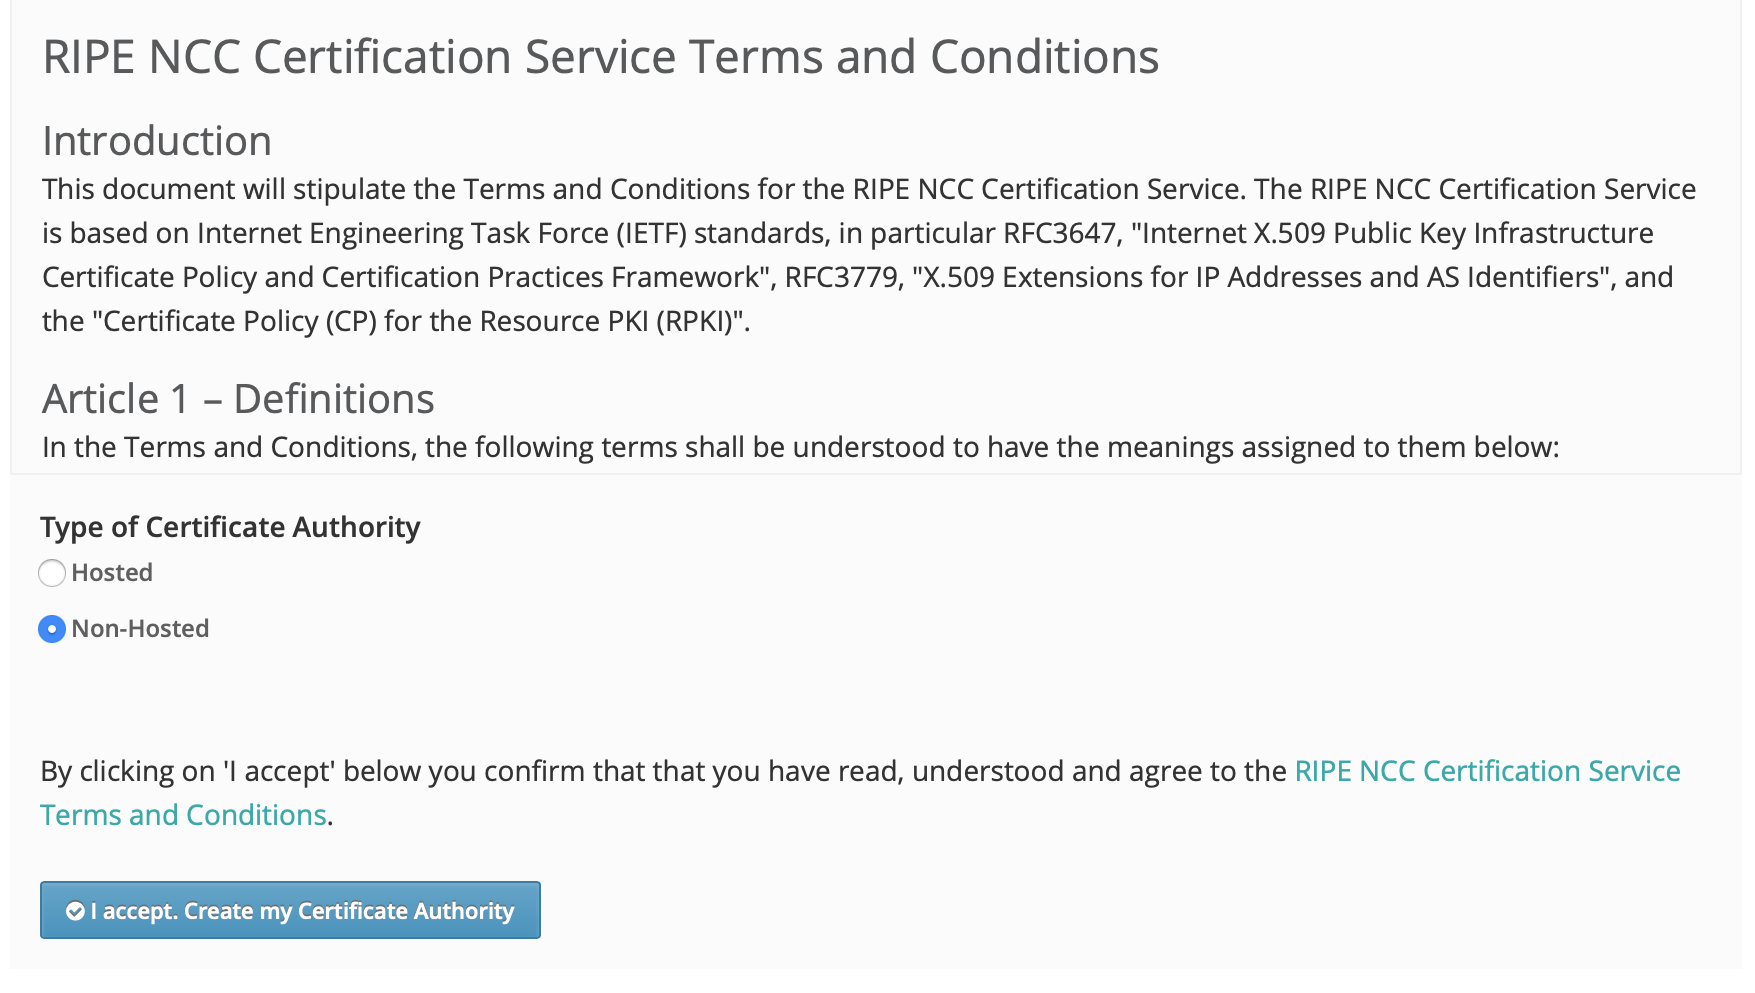 RIPE NCC Certification Service Terms and Conditions
Introduction
This document will stipulate the Terms and Conditions for the RIPE NCC Certification Service. The RIPE NCC Certification Service
is based on Internet Engineering Task Force (IETF) standards, in particular RFC3647, "Internet X.509 Public Key Infrastructure
Certificate Policy and Certification Practices Framework", RFC3779, "X.509 Extensions for IP Addresses and AS Identifiers", and
the "Certificate Policy (CP) for the Resource PKI (RPKI)".
Article 1 – Definitions
In the Terms and Conditions, the following terms shall be understood to have the meanings assigned to them below:
Type of Certificate Authority
Hosted
Non-Hosted
By clicking on 'I accept' below you confirm that that you have read, understood and agree to the RIPE NCC Certification Service
Terms and Conditions.
I accept. Create my Certificate Authority